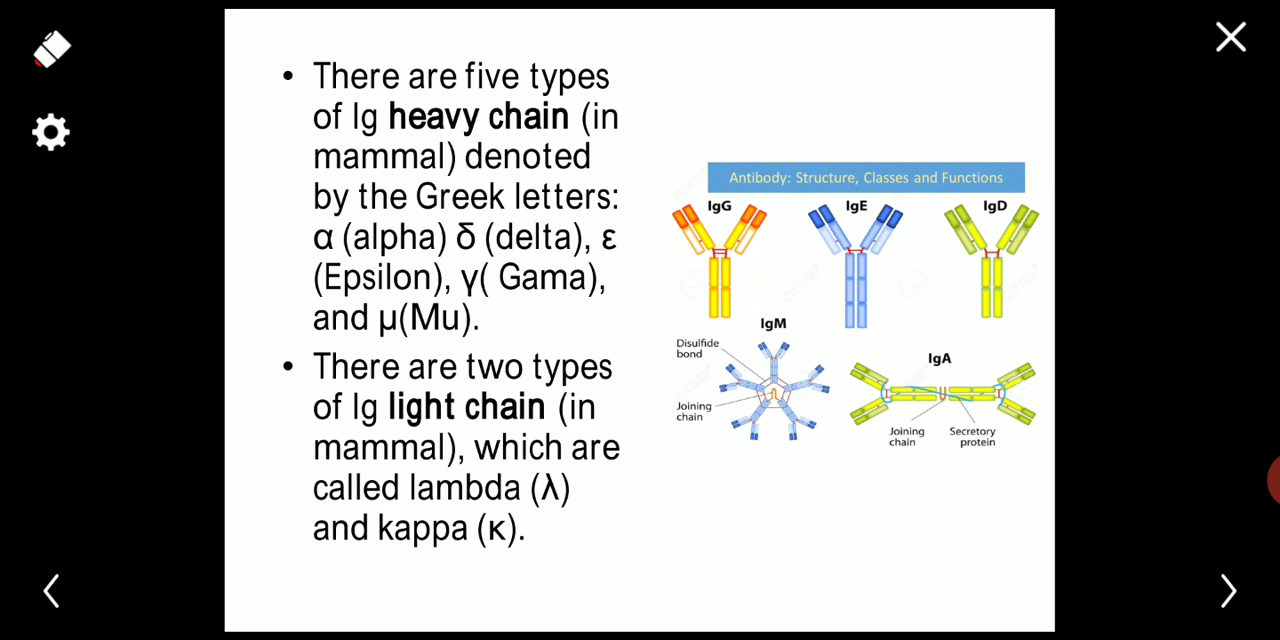 • There are five types
of Ig heavy chain (in
mammal) denoted
by the Greek letters:
α (alpha) δ (delta), ε
(Epsilon), γ( Gama),
and μ(Mu).
• There are two types
of Ig light chain (in
mammal), which are
called lambda (λ)
and kappa (κ).
Antibody: Structure, Classes and Functions
IgG
IgE
IgD
IgM
Disulfide
bond
Joining
chain
IgA
Joining
chain
Secretory
protein